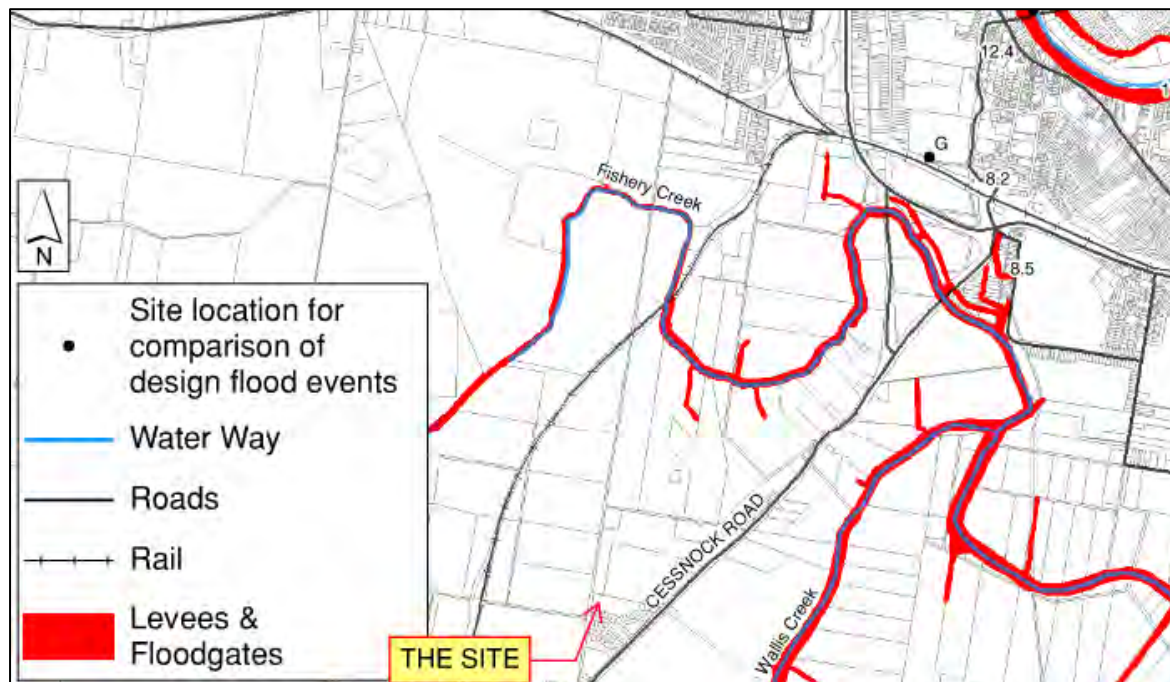 12.4
1
G
Fishery Creek
8.2
N
8.5
Site location for
comparison of
design flood events
Water Way
Roads
Rail
Levees &
Floodgates
CESSNOCK ROAD
Wallis Creek
THE SITE